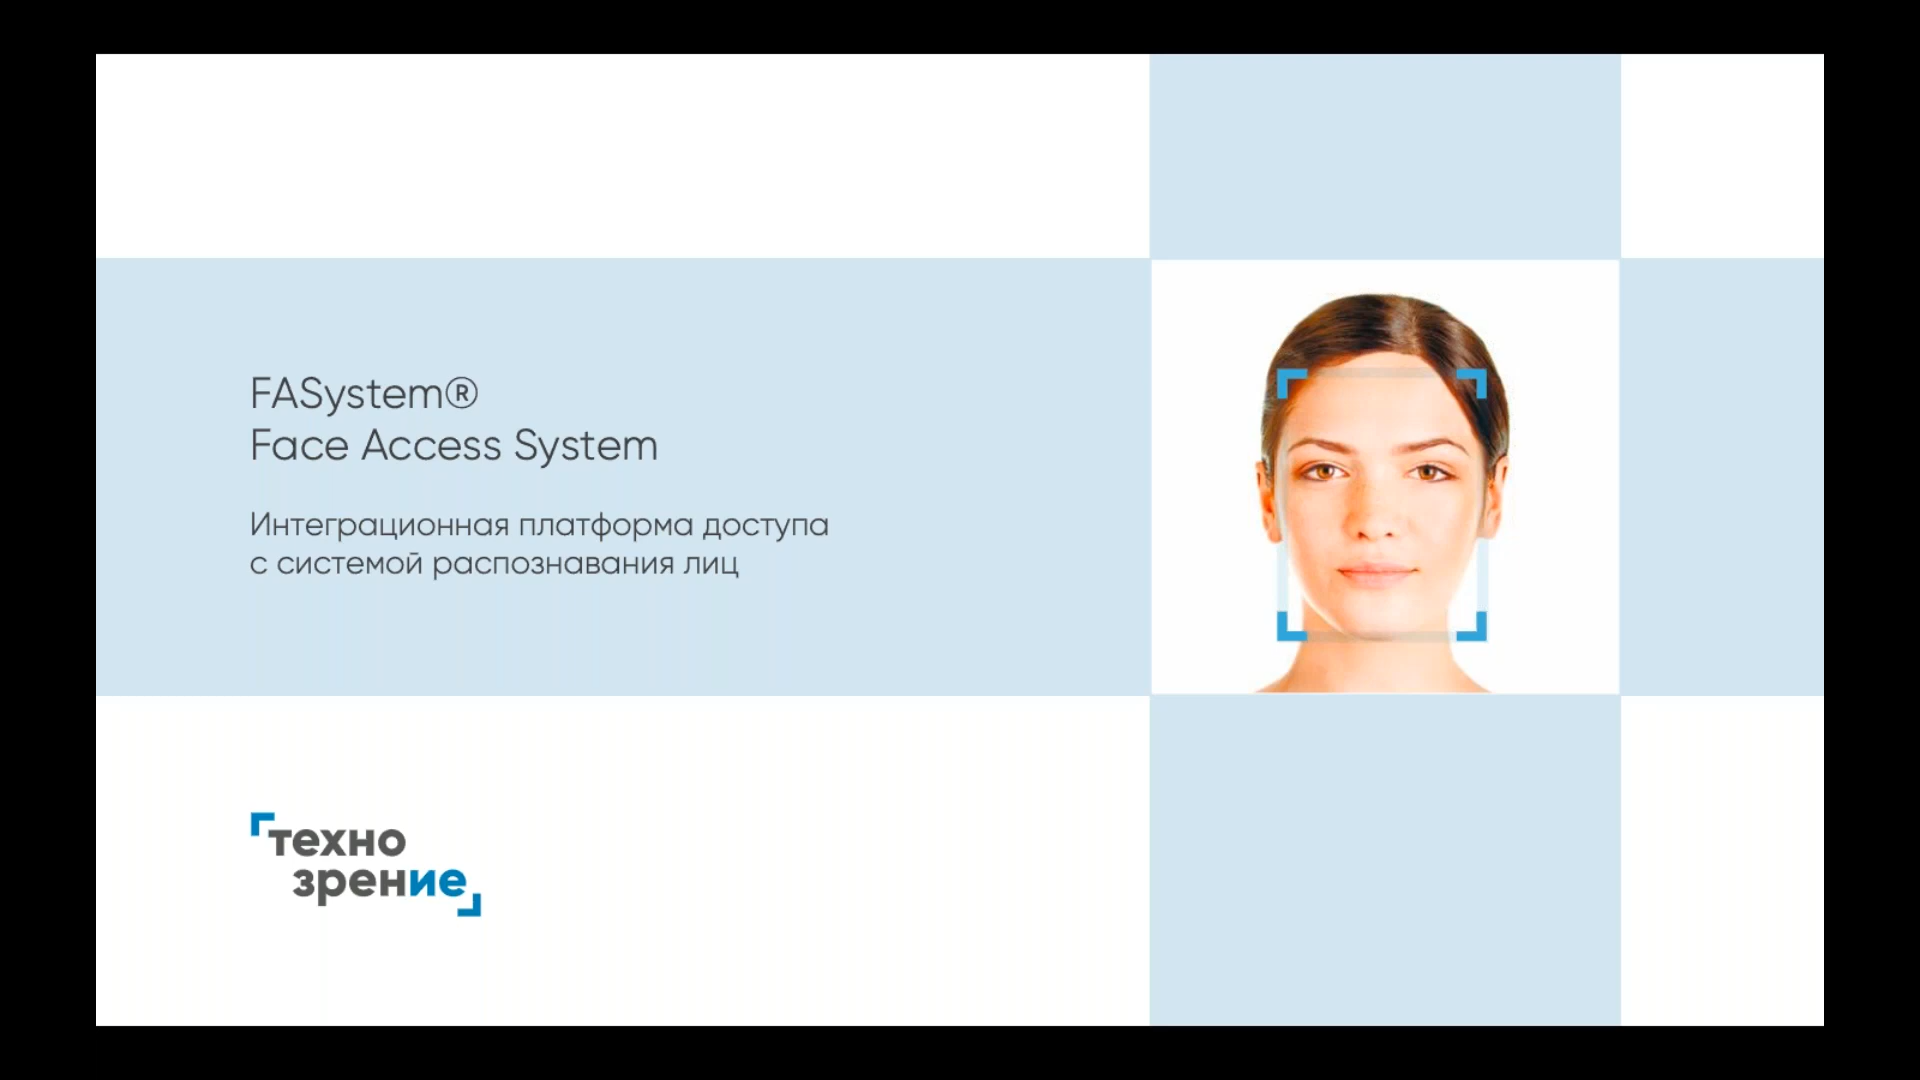 FASystem®
Face Access System
Интеграционная платформа доступа
с системой распознавания лиц
техно
зрение